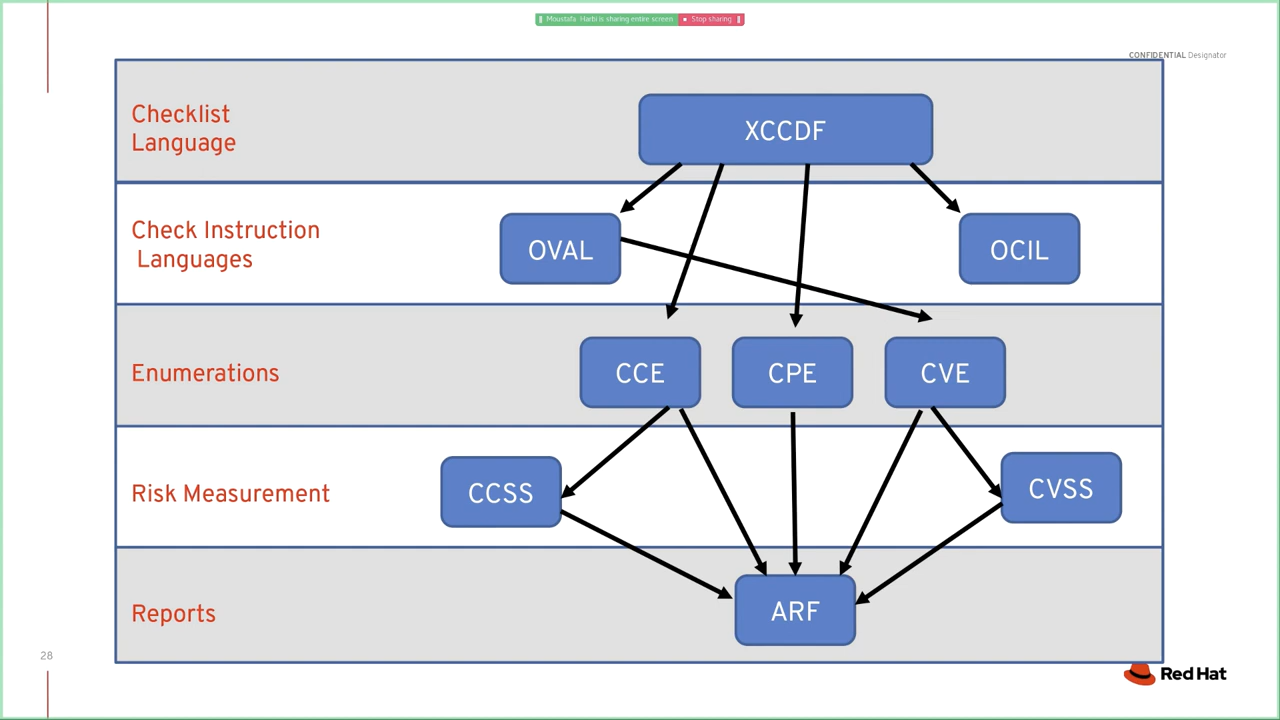 Moustafa Harbi is sharing entire screen
Stop sharing
CONFIDENTIAL Designator
Checklist
Language
XCCDF
Check Instruction
Languages
OVAL
OCIL
Enumerations
CCE
CPE
CVE
Risk Measurement
CCSS
CVSS
Reports
ARF
28
Red Hat